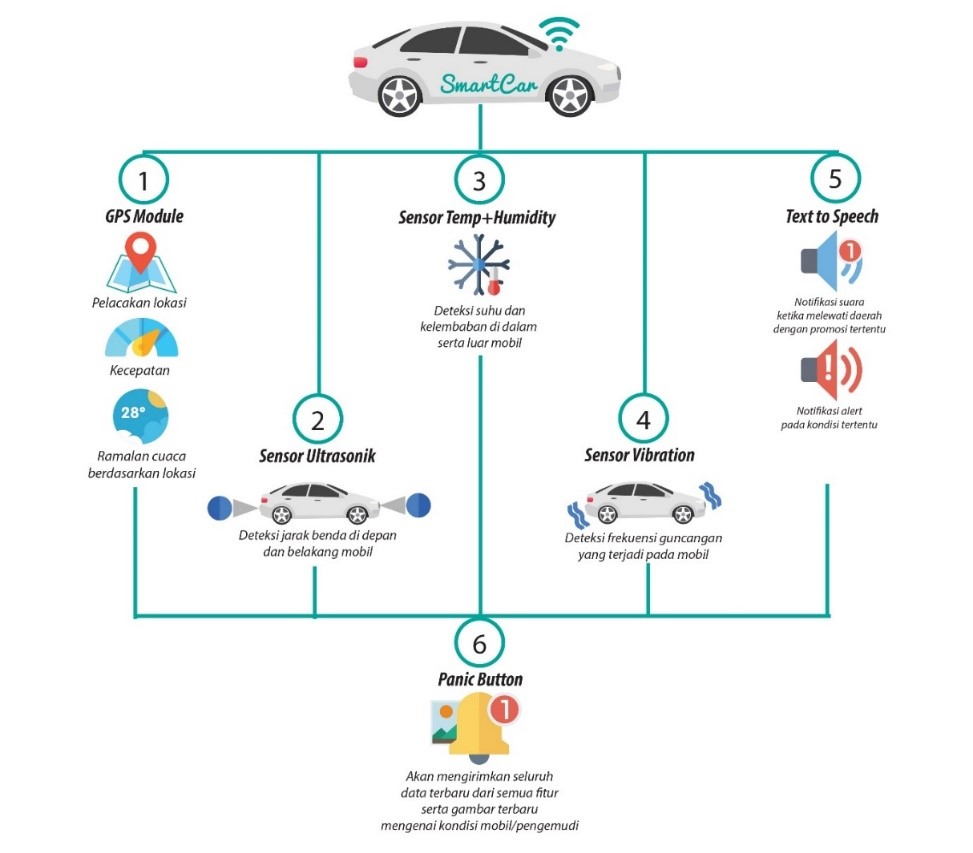 SmartCar
1
GPS Module
Pelacakan lokasi
Kecepatan
28°
Ramalan cuaca
berdasarkan lokasi
2
Sensor Ultrasonik
Deteksi jarak benda di depan
dan belakang mobil
3
Sensor Temp+Humidity
Deteksi suhu dan
kelembaban di dalam
serta luar mobil
4
Sensor Vibration
Deteksi frekuensi guncangan
yang terjadi pada mobil
5
Text to Speech
1
Notifikasi suara
ketika melewati daerah
dengan promosi tertentu
!
Notifikasi alert
pada kondisi tertentu
6
Panic Button
1
Akan mengirimkan seluruh
data terbaru dari semua fitur
serta gambar terbaru
mengenai kondisi mobil/pengemudi